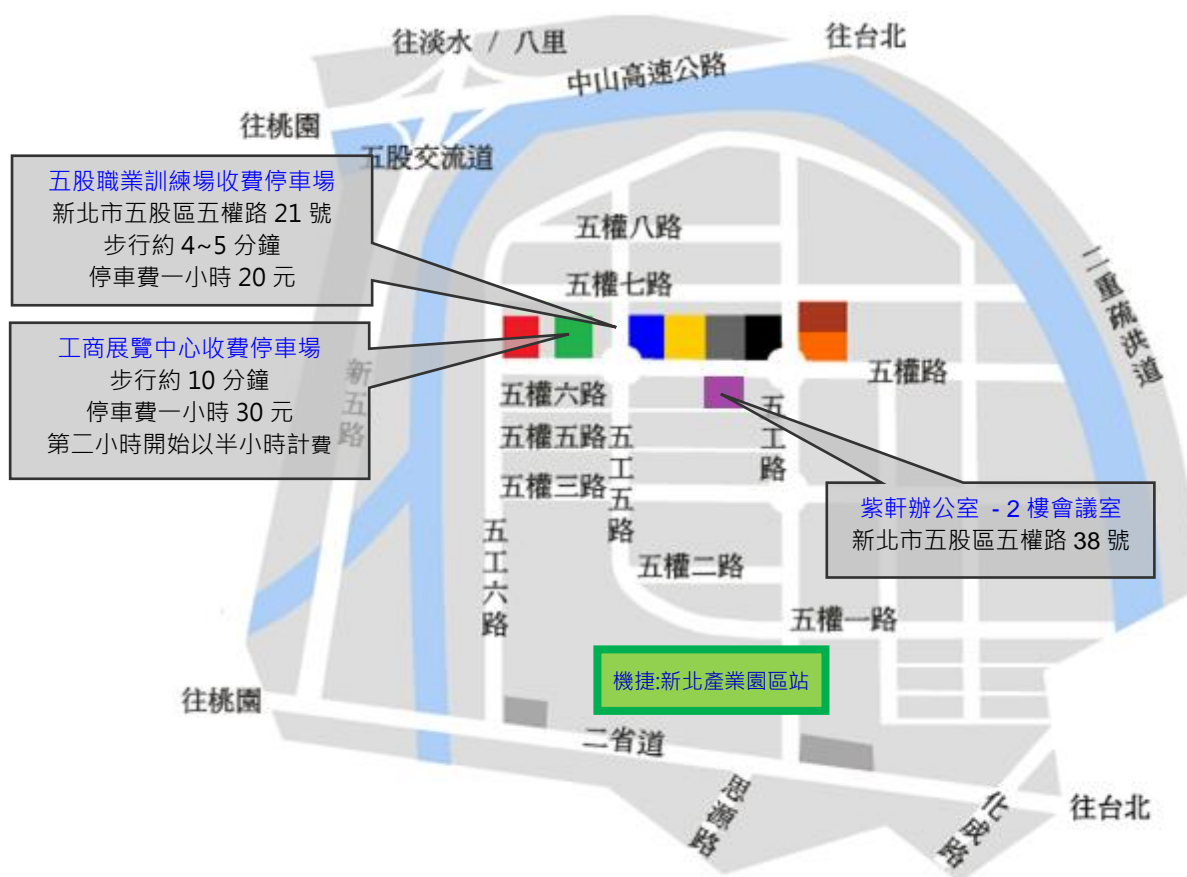 往淡水 / 八里
往台北
中山高速公路
往桃園
五股交流道
五股職業訓練場收費停車場
新北市五股區五權路 21 號
步行約 4~5 分鐘
停車費一小時 20 元
五權八路
五權七路
二重疏洪道
工商展覽中心收費停車場
步行約 10 分鐘
停車費一小時 30 元
第二小時開始以半小時計費
新五路
五權路
五權六路
五工路
五權五路
五工五路
五權三路
紫軒辦公室 - 2 樓會議室
新北市五股區五權路 38 號
五工六路
五權二路
五權一路
機捷:新北產業園區站
往桃園
二省道
思源路
化成路
往台北